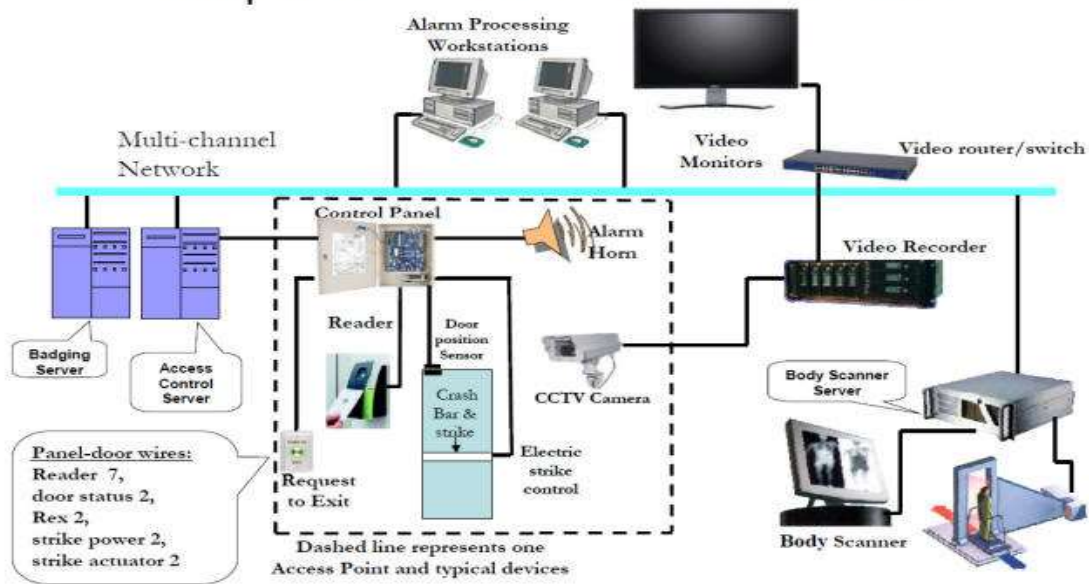 Alarm Processing
Workstations
Multi-channel
Network
Video
Monitors
Video router/switch
Control Panel
Alarm
Horn
Video Recorder
Reader
Door
position
Sensor
Badging
Server
Access
Control
Server
CCTV Camera
Body Scanner
Server
Crash
Bar &
strike
Panel-door wires:
Reader 7,
door status 2,
Rex 2,
strike power 2,
strike actuator 2
Request
to Exit
Electric
strike
control
Body Scanner
Dashed line represents one
Access Point and typical devices